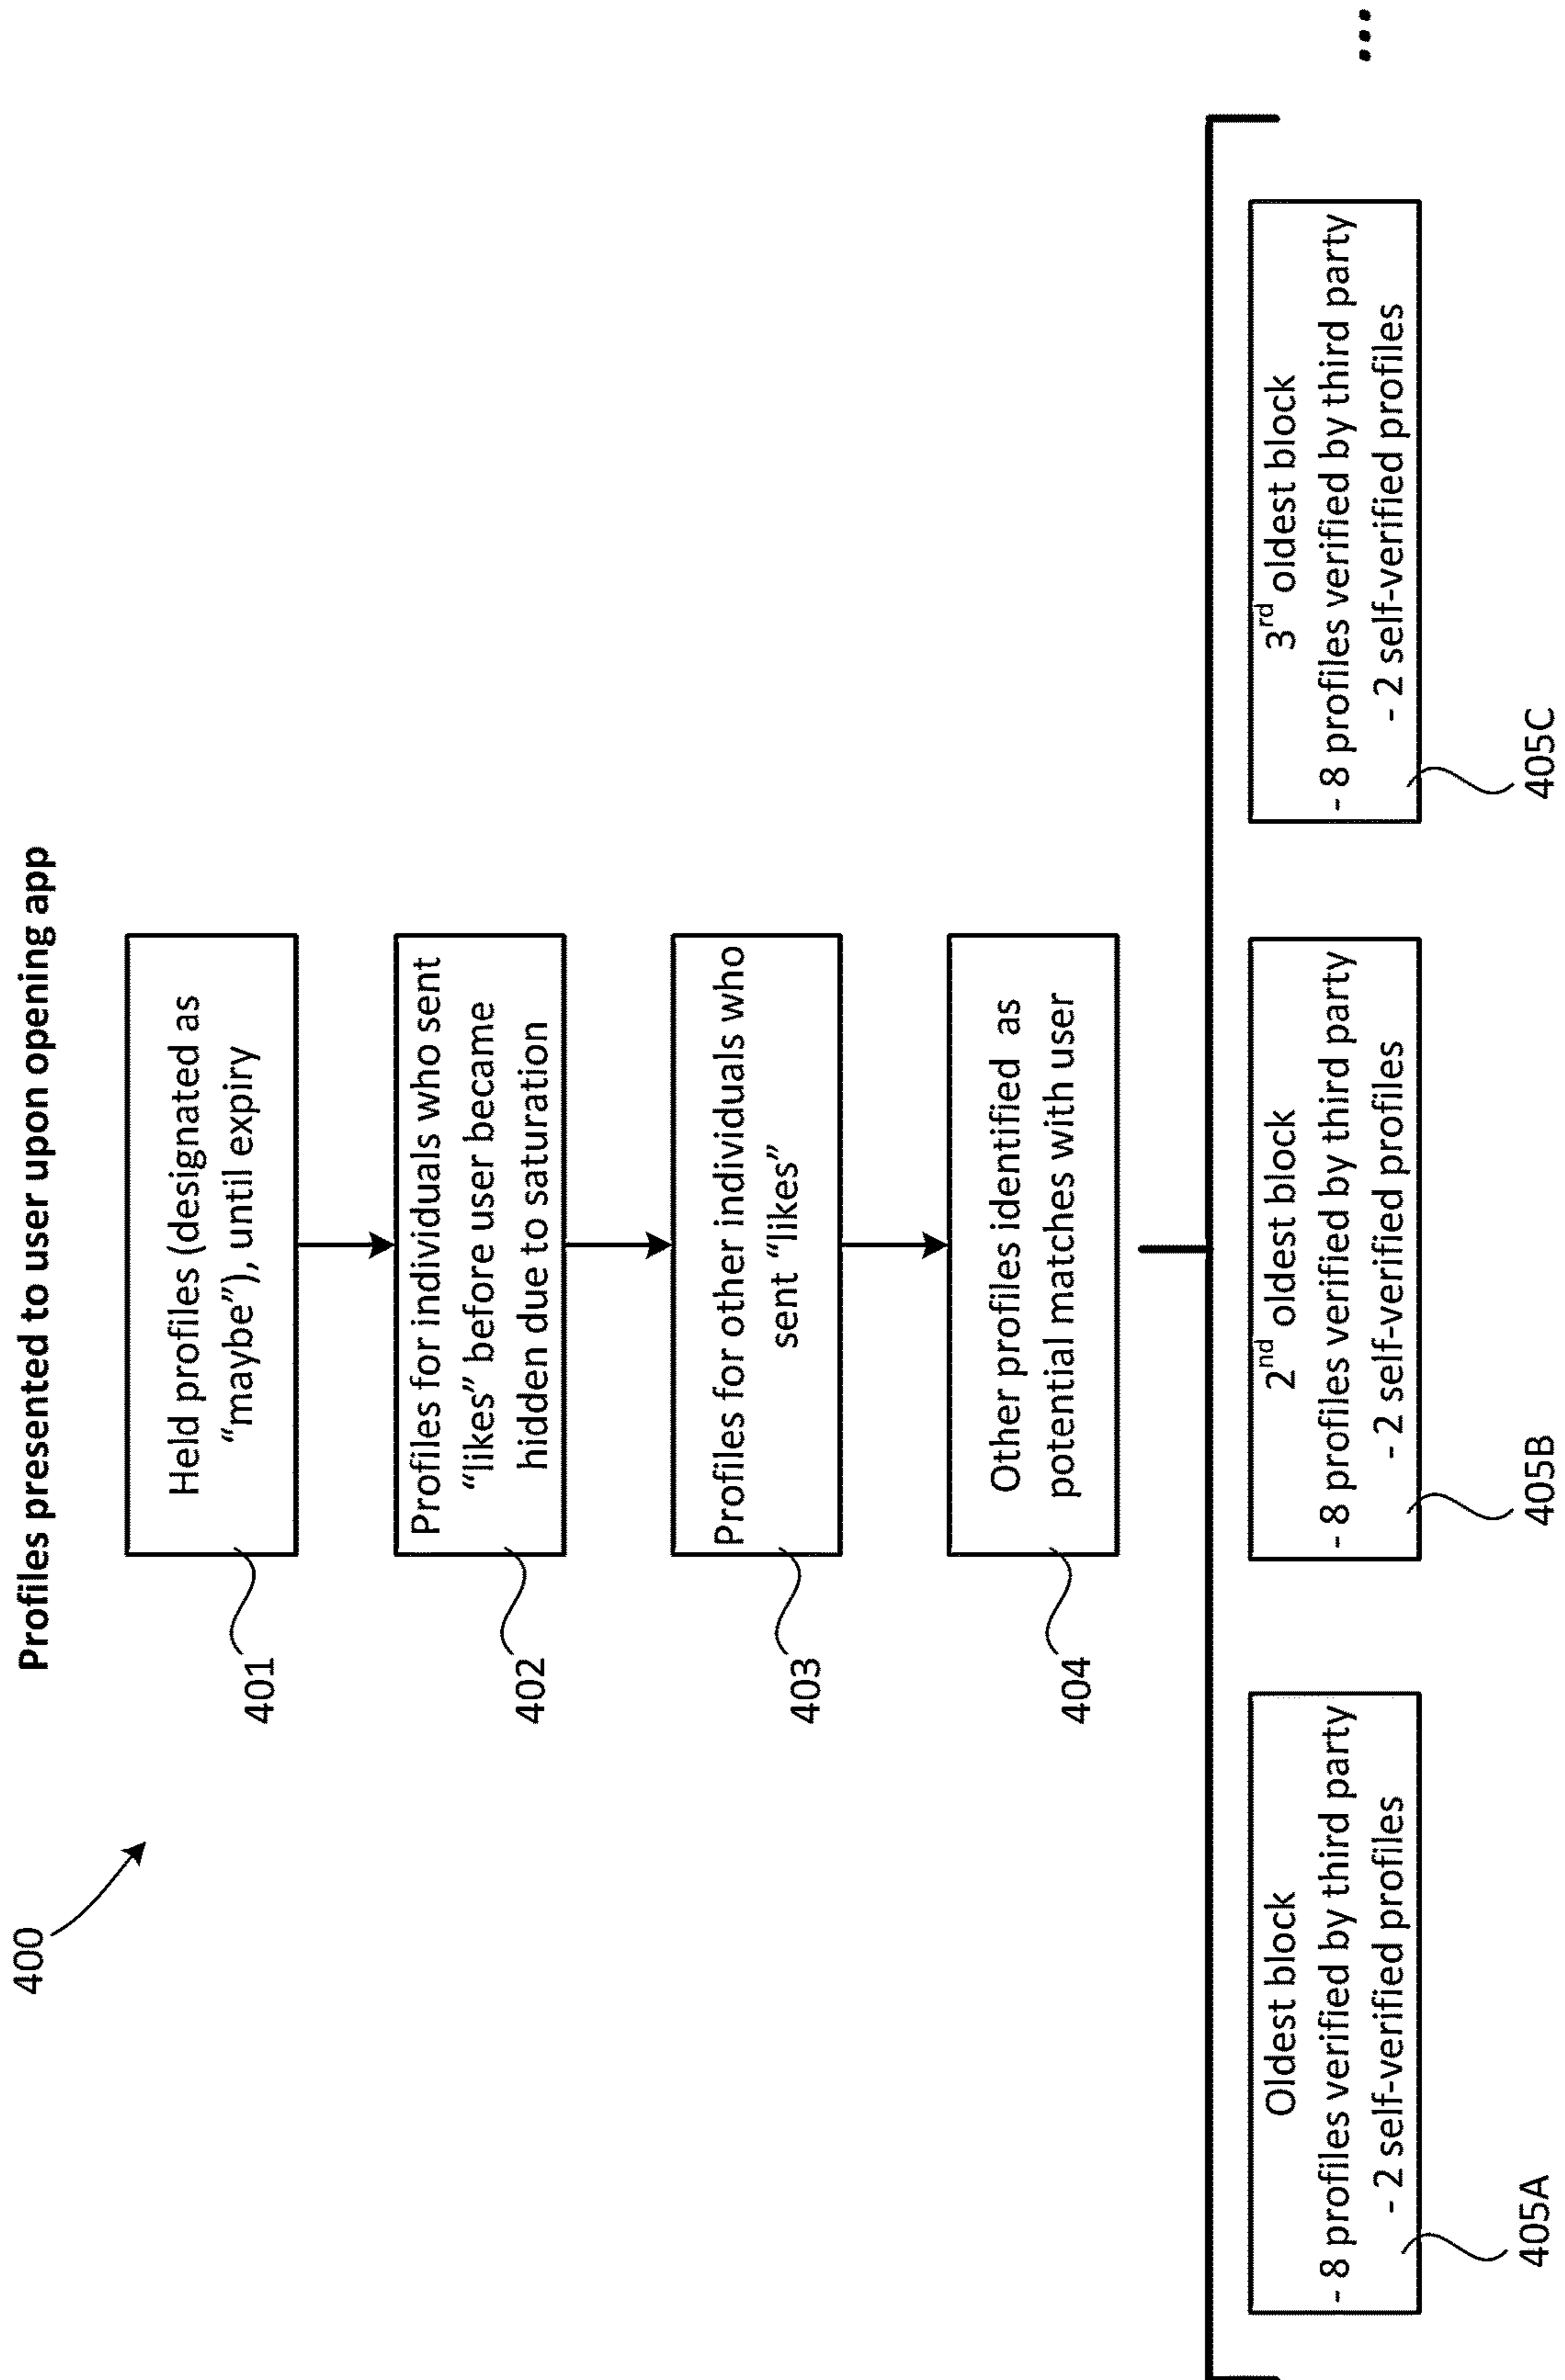 Profiles presented to user upon opening app
400
Held profiles (designated as
“maybe”), until expiry
401
Profiles for individuals who sent
“likes” before user became
hidden due to saturation
402
Profiles for other individuals who
sent “likes”
403
Other profiles identified as
potential matches with user
404
Oldest block
- 8 profiles verified by third party
- 2 self-verified profiles
405A
2nd oldest block
- 8 profiles verified by third party
- 2 self-verified profiles
405B
3rd oldest block
- 8 profiles verified by third party
- 2 self-verified profiles
405C
...